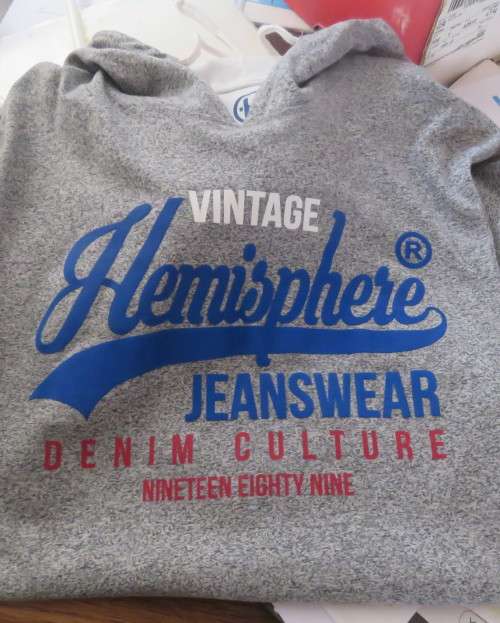 VINTAGE
Hemisphere®
JEANSWEAR
DENIM CULTURE
NINETEEN EIGHTY NINE